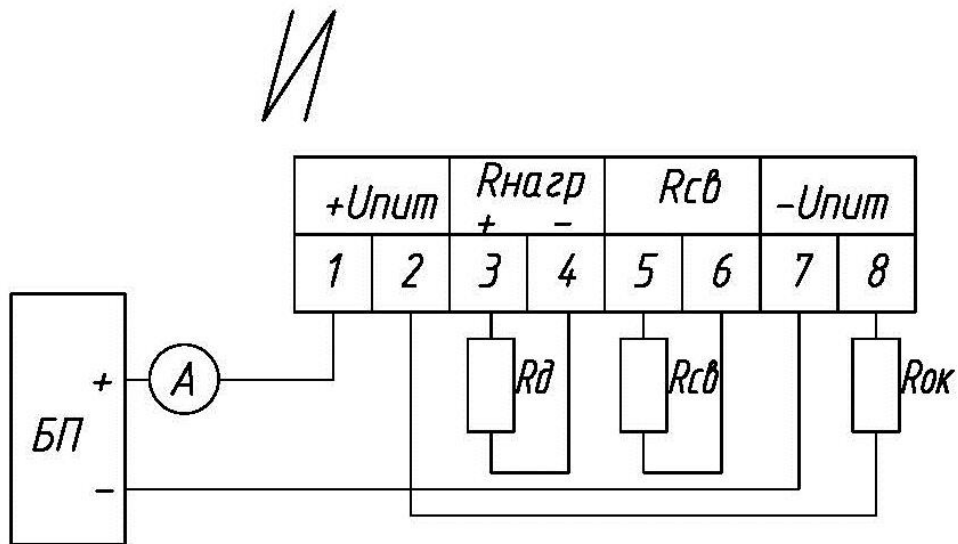 И
+Uпит Rнагр Rсв -Uпит
+ -
1 2 3 4 5 6 7 8
+ А Rд Rсв Rок
БП
-